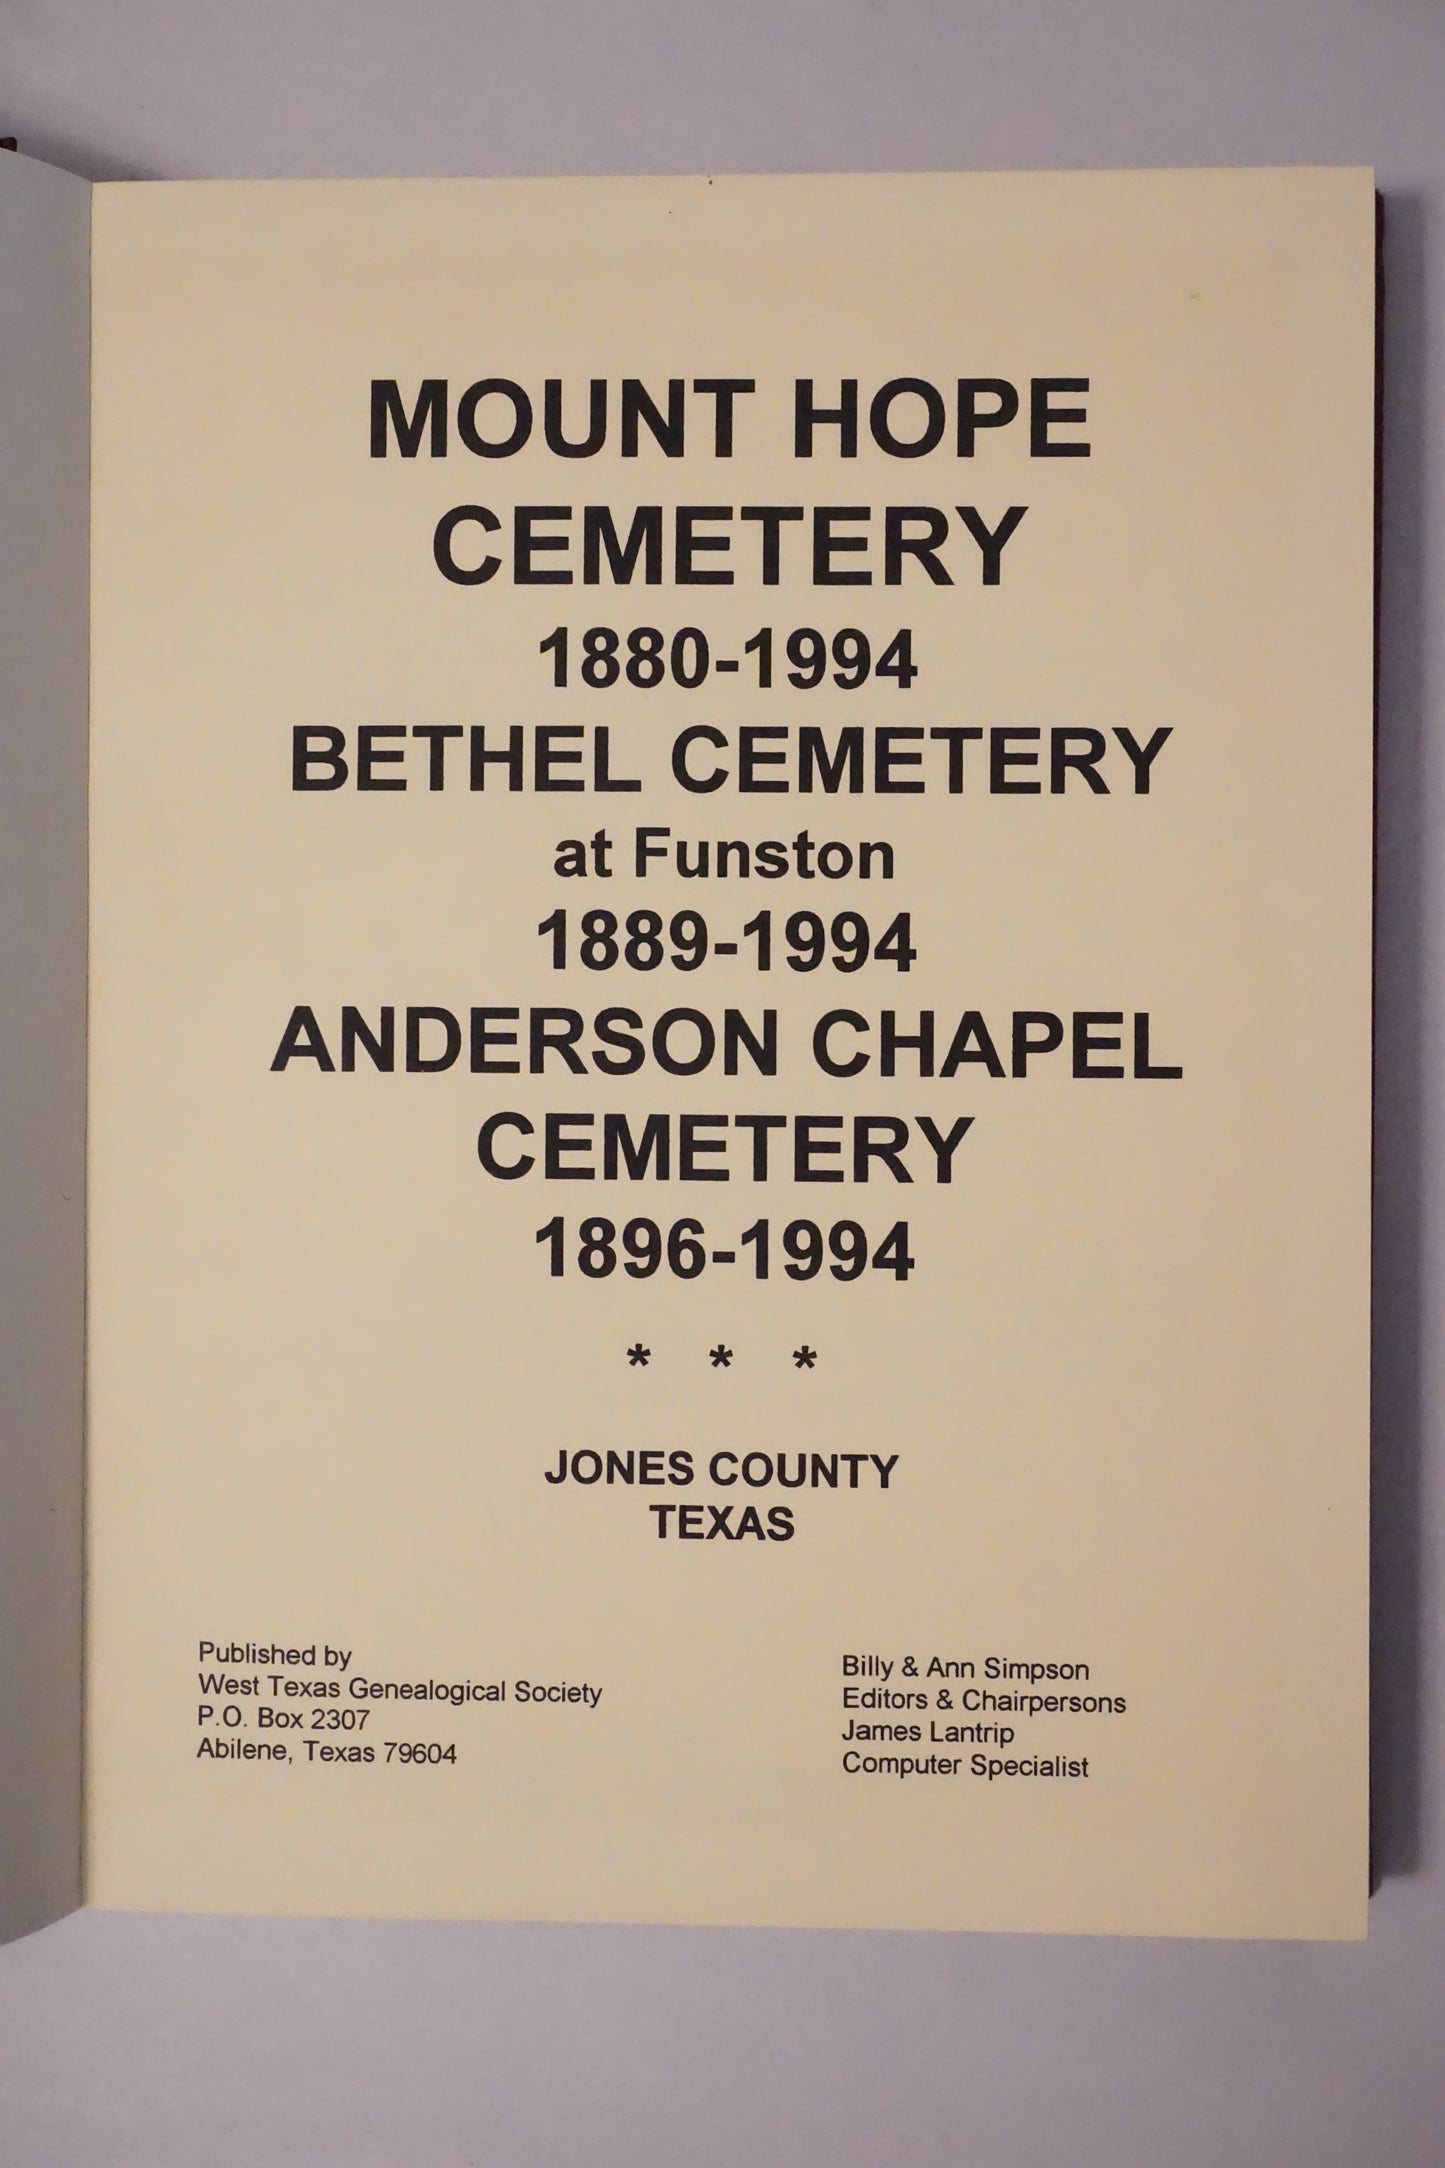 MOUNT HOPE
CEMETERY
1880-1994
BETHEL CEMETERY
at Funston
1889-1994
ANDERSON CHAPEL
CEMETERY
1896-1994
* * *
JONES COUNTY
TEXAS
Published by
West Texas Genealogical Society
P.O. Box 2307
Abilene, Texas 79604
Billy & Ann Simpson
Editors & Chairpersons
James Lantrip
Computer Specialist